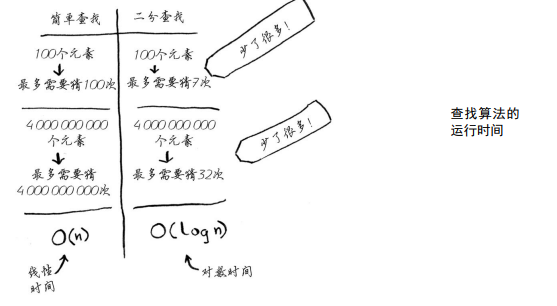 简单查找
二分查找
少了很多!
100个元素
最多需要猜100次
100个元素
最多需要猜7次
4 000 000 000
个元素
最多需要猜
4 000 000 000次
4 000 000 000
个元素
最多需要猜32次
少了很多!
O(n)
O(log n)
线性
时间
对数时间
查找算法的
运行时间